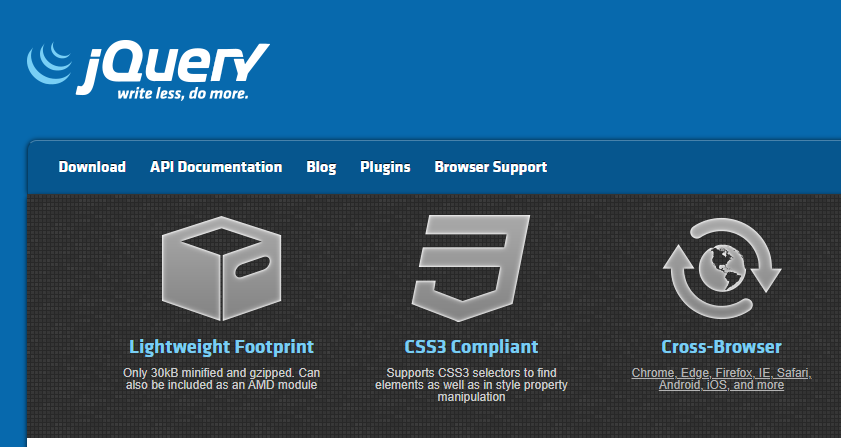 jQuery
write less, do more.
Download API Documentation Blog Plugins Browser Support
Lightweight Footprint
Only 30kB minified and gzipped. Can
also be included as an AMD module
CSS3 Compliant
Supports CSS3 selectors to find
elements as well as in style property
manipulation
Cross-Browser
Chrome, Edge, Firefox, IE, Safari,
Android, iOS, and more